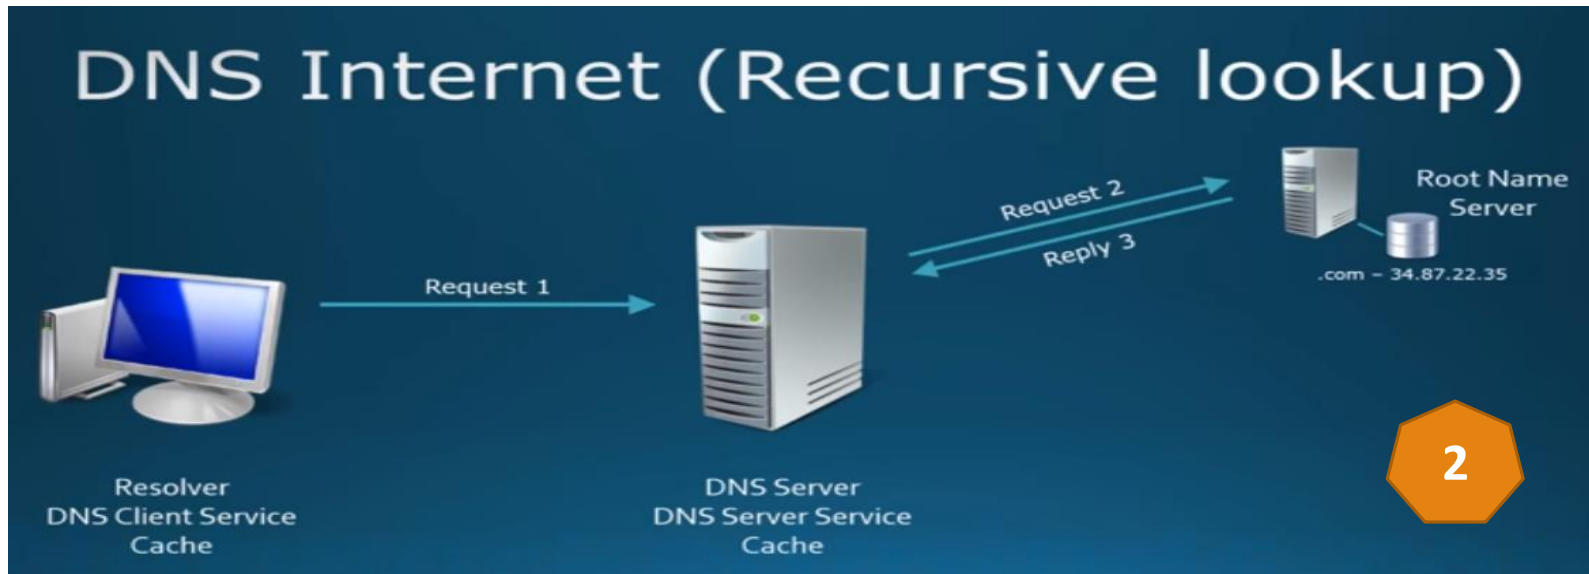 DNS Internet (Recursive lookup)
Root Name
Server
Request 2
Reply 3
.com – 34.87.22.35
Request 1
2
Resolver
DNS Client Service
Cache
DNS Server
DNS Server Service
Cache